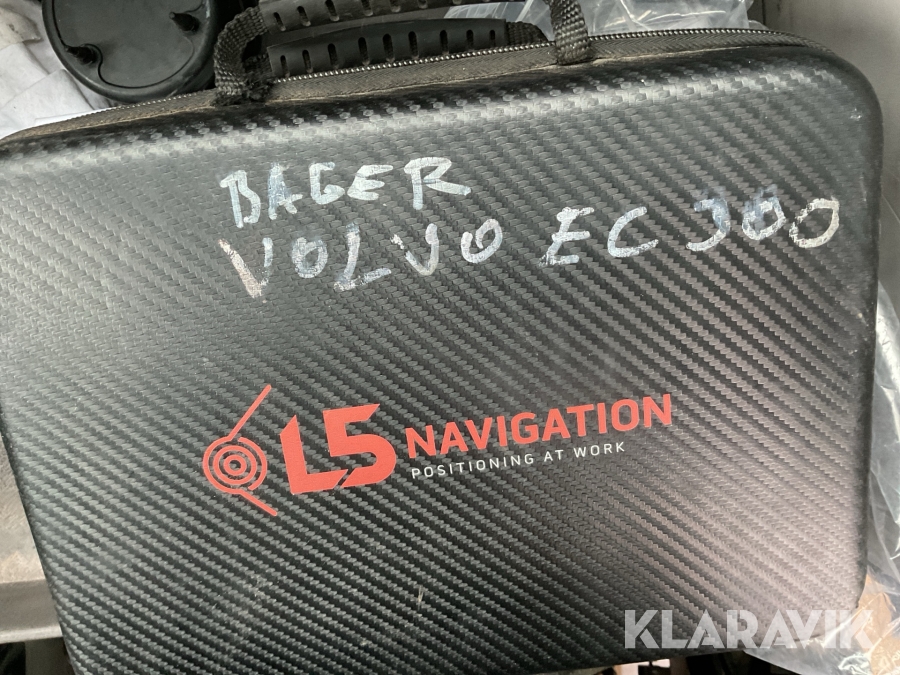 BAGER
VOLVO EC 300
L5 NAVIGATION
POSITIONING AT WORK
KLARAVIK